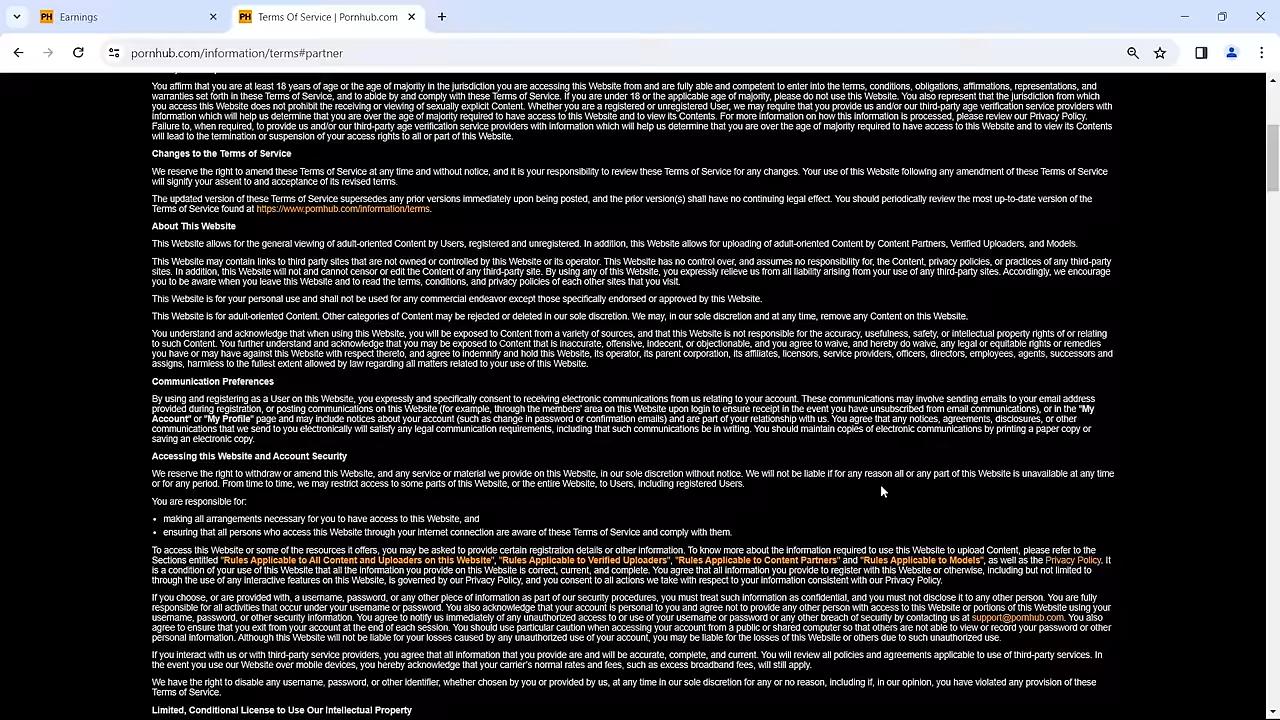 Earnings
Terms Of Service | Pornhub.com
pornhub.com/information/terms#partner
You affirm that you are at least 18 years of age or the age of majority in the jurisdiction you are accessing this Website from and are fully able and competent to enter into the terms, conditions, obligations, affirmations, representations, and
warranties set forth in these Terms of Service, and to abide by and comply with these Terms of Service. If you are under 18 or the applicable age of majority, please do not use this Website. You also represent that the jurisdiction from which
you access this Website does not prohibit the receiving or viewing of sexually explicit Content. Whether you are a registered or unregistered User, we may require that you provide us and/or our third-party age verification service providers with
information which will help us determine that you are over the age of majority required to have access to this Website and to view its Contents. For more information on how this information is processed, please review our Privacy Policy.
Failure to, when required, to provide us and/or our third-party age verification service providers with information which will help us determine that you are over the age of majority required to have access to this Website and to view its Contents
will lead to the termination or suspension of your access rights to all or part of this Website.
Changes to the Terms of Service
We reserve the right to amend these Terms of Service at any time and without notice, and it is your responsibility to review these Terms of Service for any changes. Your use of this Website following any amendment of these Terms of Service
will signify your assent to and acceptance of its revised terms.
The updated version of these Terms of Service supersedes any prior versions immediately upon being posted, and the prior version(s) shall have no continuing legal effect. You should periodically review the most up-to-date version of the
Terms of Service found at https://www.pornhub.com/information/terms.
About This Website
This Website allows for the general viewing of adult-oriented Content by Users, registered and unregistered. In addition, this Website allows for uploading of adult-oriented Content by Content Partners, Verified Uploaders, and Models.
This Website may contain links to third party sites that are not owned or controlled by this Website or its operator. This Website has no control over, and assumes no responsibility for, the Content, privacy policies, or practices of any third-party
sites. In addition, this Website will not and cannot censor or edit the Content of any third-party site. By using any of this Website, you expressly relieve us from all liability arising from your use of any third-party sites. Accordingly, we encourage
you to be aware when you leave this Website and to read the terms, conditions, and privacy policies of each other sites that you visit.
This Website is for your personal use and shall not be used for any commercial endeavor except those specifically endorsed or approved by this Website.
This Website is for adult-oriented Content. Other categories of Content may be rejected or deleted in our sole discretion. We may, in our sole discretion and at any time, remove any Content on this Website.
You understand and acknowledge that when using this Website, you will be exposed to Content from a variety of sources, and that this Website is not responsible for the accuracy, usefulness, safety, or intellectual property rights of or relating
to such Content. You further understand and acknowledge that you may be exposed to Content that is inaccurate, offensive, indecent, or objectionable, and you agree to waive, and hereby do waive, any legal or equitable rights or remedies
you have or may have against this Website with respect thereto, and agree to indemnify and hold this Website, its operator, its parent corporation, its affiliates, licensors, service providers, officers, directors, employees, agents, successors and
assigns, harmless to the fullest extent allowed by law regarding all matters related to your use of this Website.
Communication Preferences
By using and registering as a User on this Website, you expressly and specifically consent to receiving electronic communications from us relating to your account. These communications may involve sending emails to your email address
provided during registration, or posting communications on this Website (for example, through the members' area on this Website upon login to ensure receipt in the event you have unsubscribed from email communications), or in the "My
Account" or "My Profile" page and may include notices about your account (such as change in password or confirmation emails) and are part of your relationship with us. You agree that any notices, agreements, disclosures, or other
communications that we send to you electronically will satisfy any legal communication requirements, including that such communications be in writing. You should maintain copies of electronic communications by printing a paper copy or
saving an electronic copy.
Accessing this Website and Account Security
We reserve the right to withdraw or amend this Website, and any service or material we provide on this Website, in our sole discretion without notice. We will not be liable if for any reason all or any part of this Website is unavailable at any time
or for any period. From time to time, we may restrict access to some parts of this Website, or the entire Website, to Users, including registered Users.
You are responsible for:
• making all arrangements necessary for you to have access to this Website, and
• ensuring that all persons who access this Website through your internet connection are aware of these Terms of Service and comply with them.
To access this Website or some of the resources it offers, you may be asked to provide certain registration details or other information. To know more about the information required to use this Website to upload Content, please refer to the
Sections entitled "Rules Applicable to All Content and Uploaders on this Website", "Rules Applicable to Verified Uploaders", "Rules Applicable to Content Partners" and "Rules Applicable to Models", as well as the Privacy Policy. It
is a condition of your use of this Website that all the information you provide on this Website is correct, current, and complete. You agree that all information you provide to register with this Website or otherwise, including but not limited to
through the use of any interactive features on this Website, is governed by our Privacy Policy, and you consent to all actions we take with respect to your information consistent with our Privacy Policy.
If you choose, or are provided with, a username, password, or any other piece of information as part of our security procedures, you must treat such information as confidential, and you must not disclose it to any other person. You are fully
responsible for all activities that occur under your username or password. You also acknowledge that your account is personal to you and agree not to provide any other person with access to this Website or portions of this Website using your
username, password, or other security information. You agree to notify us immediately of any unauthorized access to or use of your username or password or any other breach of security by contacting us at support@pornhub.com. You also
agree to ensure that you exit from your account at the end of each session. You should use particular caution when accessing your account from a public or shared computer so that others are not able to view or record your password or other
personal information. Although this Website will not be liable for your losses caused by any unauthorized use of your account, you may be liable for the losses of this Website or others due to such unauthorized use.
If you interact with us or with third-party service providers, you agree that all information that you provide are and will be accurate, complete, and current. You will review all policies and agreements applicable to use of third-party services. In
the event you use our Website over mobile devices, you hereby acknowledge that your carrier's normal rates and fees, such as excess broadband fees, will still apply.
We have the right to disable any username, password, or other identifier, whether chosen by you or provided by us, at any time in our sole discretion for any or no reason, including if, in our opinion, you have violated any provision of these
Terms of Service.
Limited, Conditional License to Use Our Intellectual Property